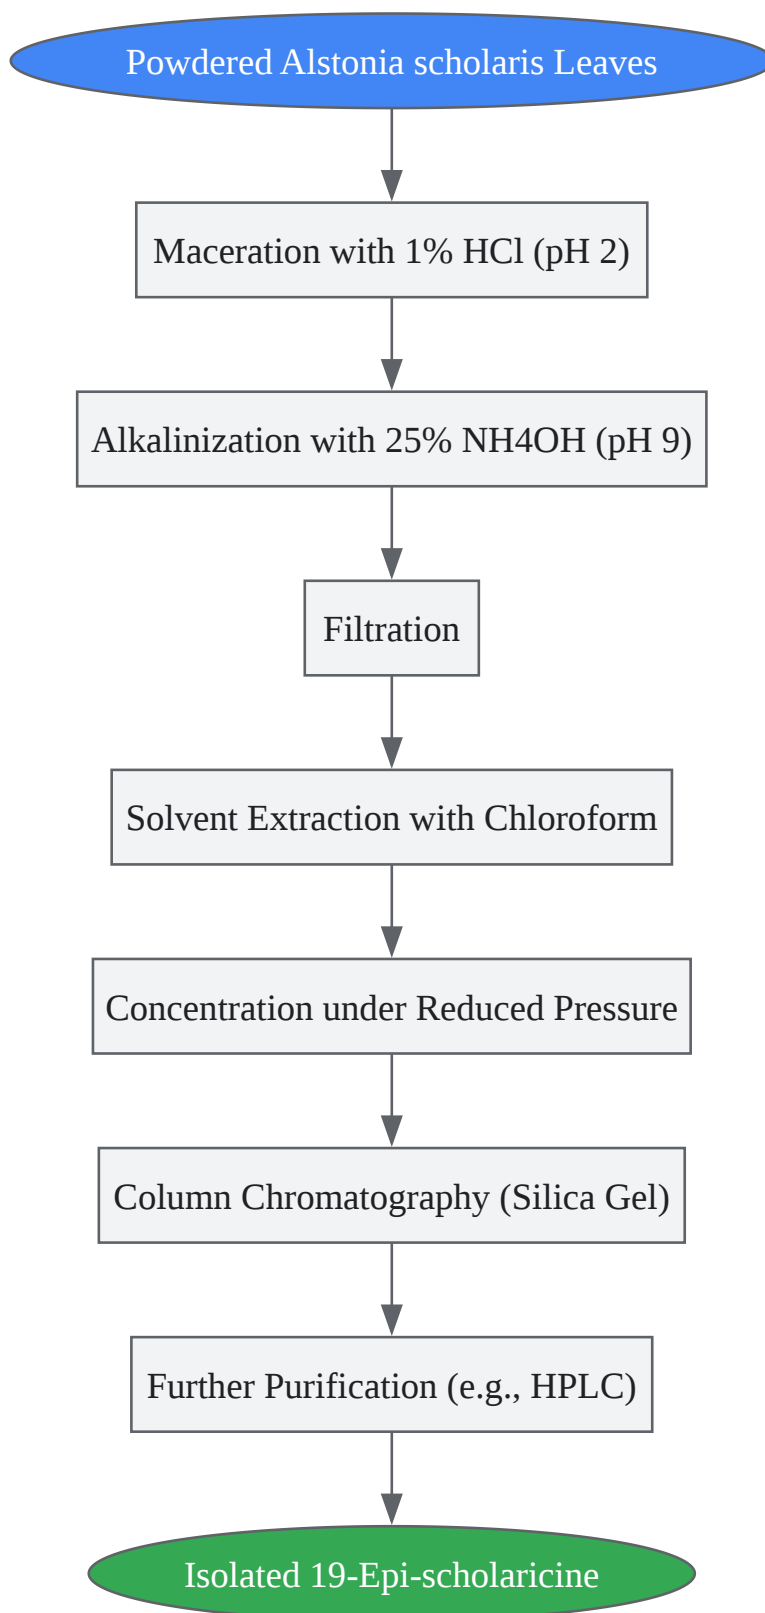 Powdered Alstonia scholaris Leaves
Maceration with 1% HCl (pH 2)
Alkalinization with 25% NH4OH (pH 9)
Filtration
Solvent Extraction with Chloroform
Concentration under Reduced Pressure
Column Chromatography (Silica Gel)
Further Purification (e.g., HPLC)
Isolated 19-Epi-scholaricine